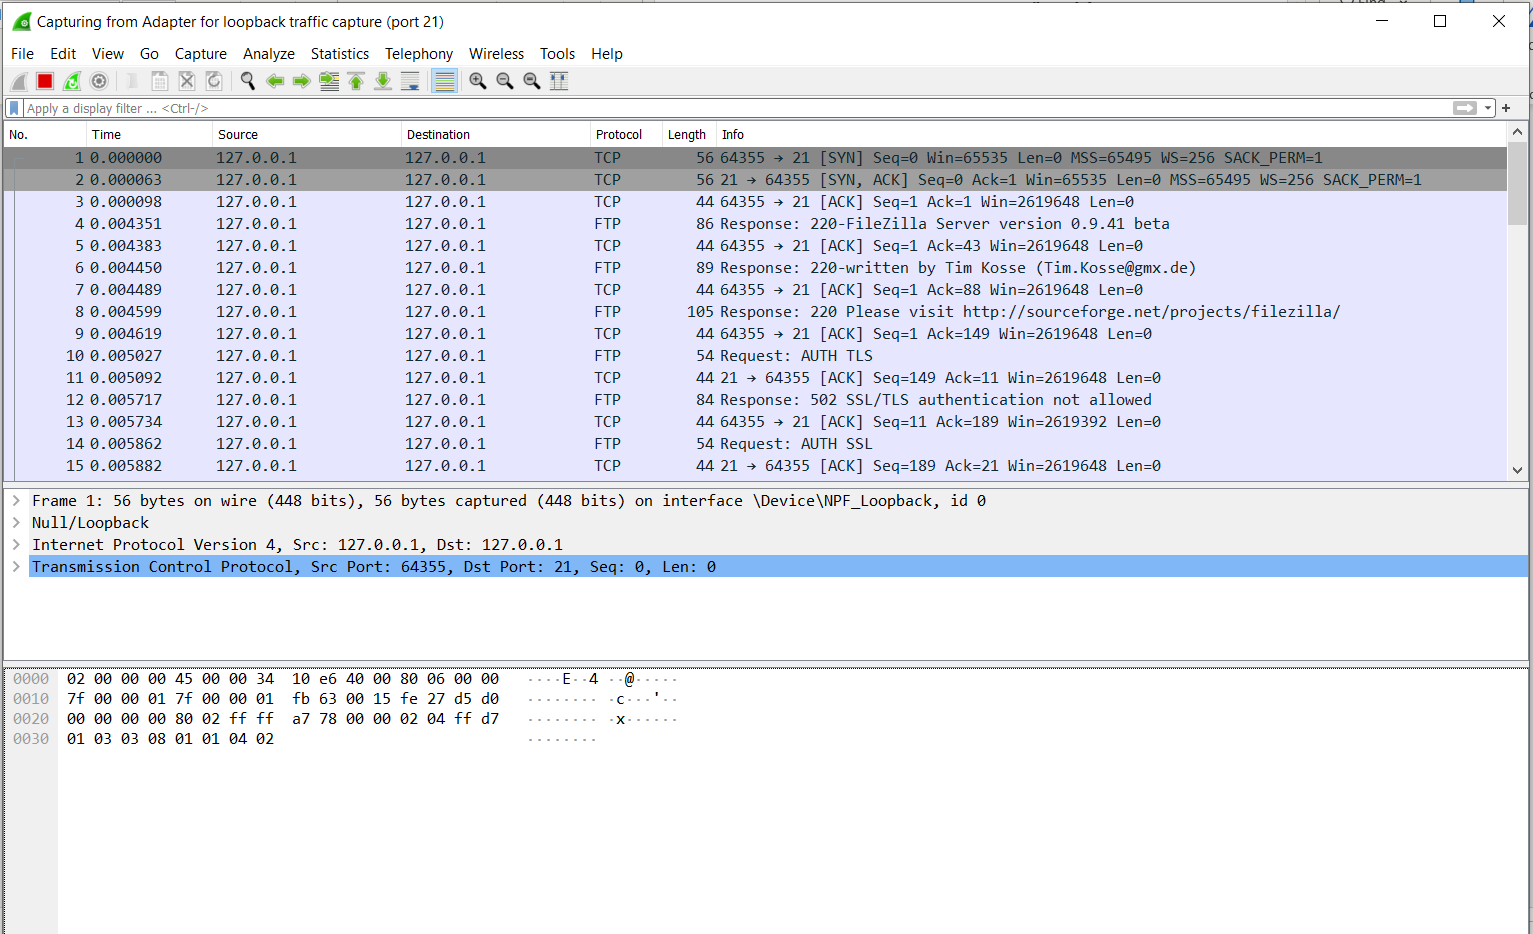 Capturing from Adapter for loopback traffic capture (port 21)
File Edit View Go Capture Analyze Statistics Telephony Wireless Tools Help
Apply a display filter ... <Ctrl-/>
No. Time Source Destination Protocol Length Info
1 0.000000 127.0.0.1 127.0.0.1 TCP 56 64355 → 21 [SYN] Seq=0 Win=65535 Len=0 MSS=65495 WS=256 SACK_PERM=1
2 0.000063 127.0.0.1 127.0.0.1 TCP 56 21 → 64355 [SYN, ACK] Seq=0 Ack=1 Win=65535 Len=0 MSS=65495 WS=256 SACK_PERM=1
3 0.000098 127.0.0.1 127.0.0.1 TCP 44 64355 → 21 [ACK] Seq=1 Ack=1 Win=2619648 Len=0
4 0.004351 127.0.0.1 127.0.0.1 FTP 86 Response: 220-FileZilla Server version 0.9.41 beta
5 0.004383 127.0.0.1 127.0.0.1 TCP 44 64355 → 21 [ACK] Seq=1 Ack=43 Win=2619648 Len=0
6 0.004450 127.0.0.1 127.0.0.1 FTP 89 Response: 220-written by Tim Kosse (Tim.Kosse@gmx.de)
7 0.004489 127.0.0.1 127.0.0.1 TCP 44 64355 → 21 [ACK] Seq=1 Ack=88 Win=2619648 Len=0
8 0.004599 127.0.0.1 127.0.0.1 FTP 105 Response: 220 Please visit http://sourceforge.net/projects/filezilla/
9 0.004619 127.0.0.1 127.0.0.1 TCP 44 64355 → 21 [ACK] Seq=1 Ack=149 Win=2619648 Len=0
10 0.005027 127.0.0.1 127.0.0.1 FTP 54 Request: AUTH TLS
11 0.005092 127.0.0.1 127.0.0.1 TCP 44 21 → 64355 [ACK] Seq=149 Ack=11 Win=2619648 Len=0
12 0.005717 127.0.0.1 127.0.0.1 FTP 84 Response: 502 SSL/TLS authentication not allowed
13 0.005734 127.0.0.1 127.0.0.1 TCP 44 64355 → 21 [ACK] Seq=11 Ack=189 Win=2619392 Len=0
14 0.005862 127.0.0.1 127.0.0.1 FTP 54 Request: AUTH SSL
15 0.005882 127.0.0.1 127.0.0.1 TCP 44 21 → 64355 [ACK] Seq=189 Ack=21 Win=2619648 Len=0
Frame 1: 56 bytes on wire (448 bits), 56 bytes captured (448 bits) on interface \Device\NPF_Loopback, id 0
Null/Loopback
Internet Protocol Version 4, Src: 127.0.0.1, Dst: 127.0.0.1
Transmission Control Protocol, Src Port: 64355, Dst Port: 21, Seq: 0, Len: 0
0000 02 00 00 00 45 00 00 34 10 e6 40 00 80 06 00 00 ····E··4 ··@·····
0010 7f 00 00 01 7f 00 00 01 fb 63 00 15 fe 27 d5 d0 ········ ·c···'··
0020 00 00 00 00 80 02 ff ff a7 78 00 00 02 04 ff d7 ········ ·x······
0030 01 03 03 08 01 01 04 02 ········